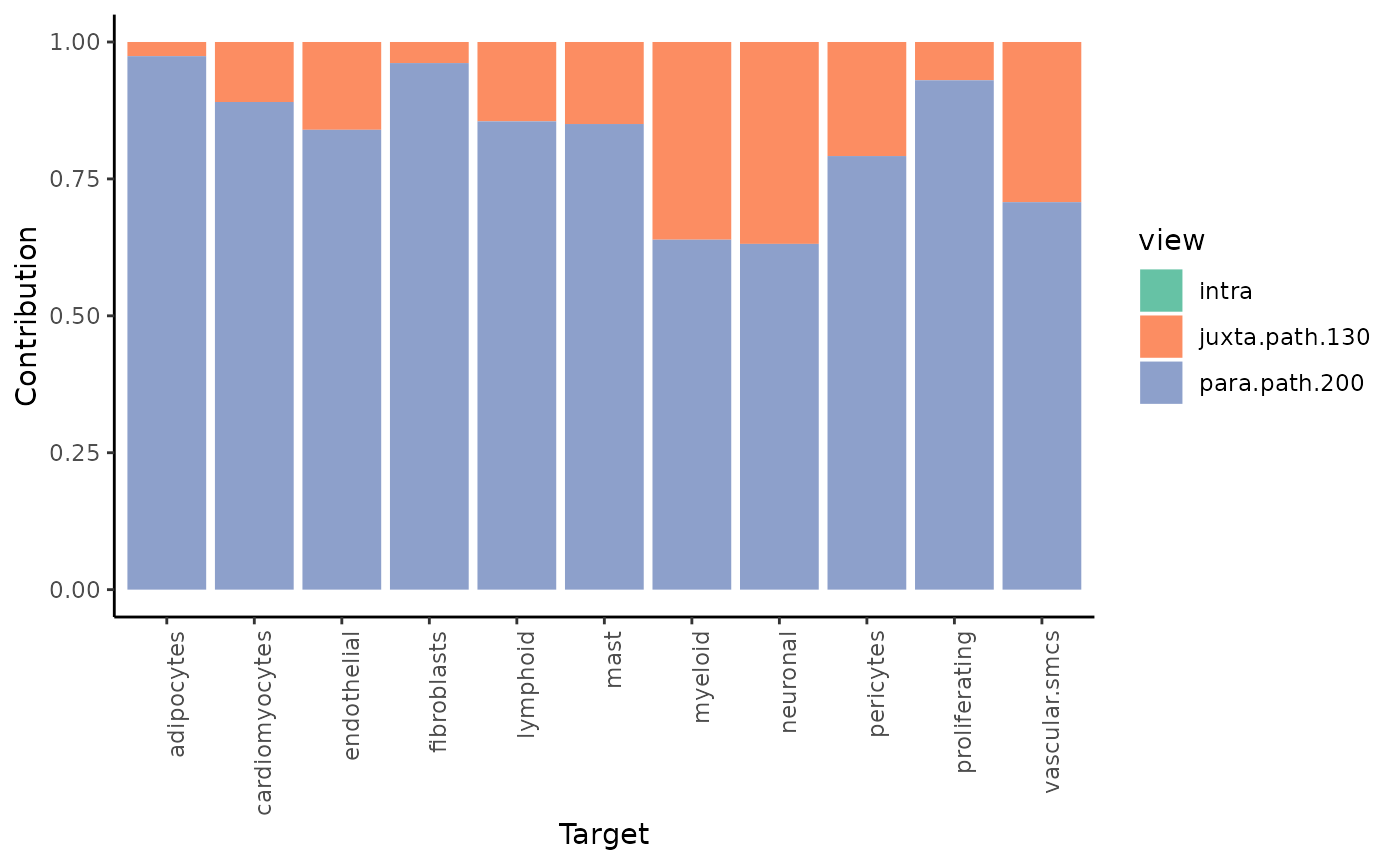 1.00
0.75
0.50
0.25
0.00
Contribution
adipocytes
cardiomyocytes
endothelial
fibroblasts
lymphoid
mast
myeloid
neuronal
pericytes
proliferating
vascular.smcs
Target
view
intra
juxta.path.130
para.path.200